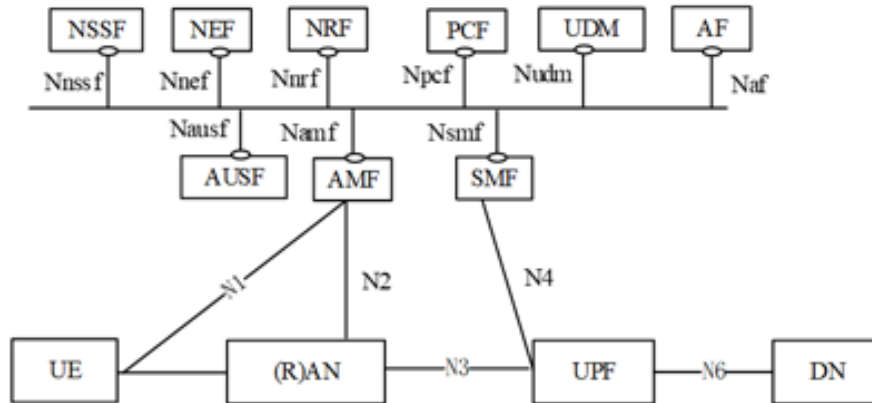 NSSF NEF NRF PCF UDM AF
Nnssf Nnef Nnrf Npcf Nudm Naf
Nausf Namf Nsmf
AUSF AMF SMF
N1 N2 N4
UE (R)AN N3 UPF N6 DN